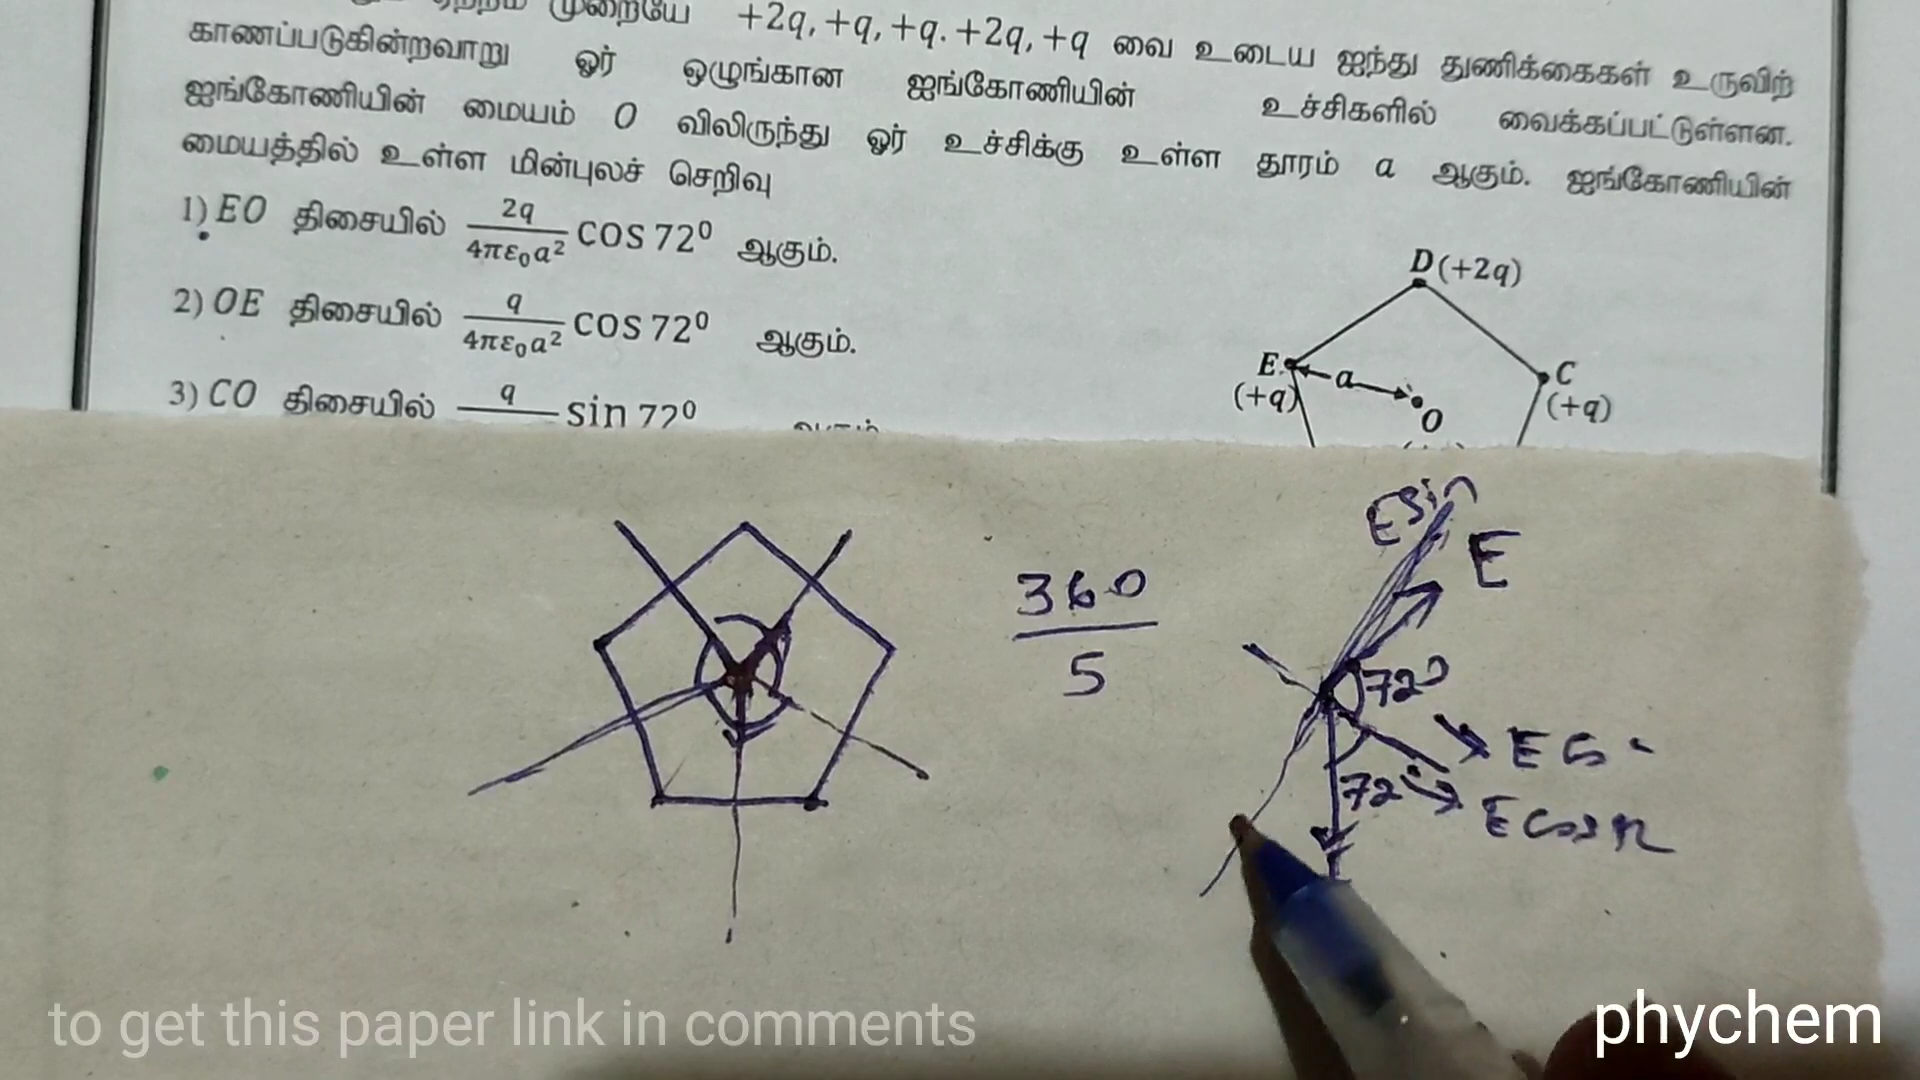 முறையே +2q, +q, +q. +2q, +q வை உடைய ஐந்து துணிக்கைகள் உருவிற்
காணப்படுகின்றவாறு ஓர் ஒழுங்கான ஐங்கோணியின் உச்சிகளில் வைக்கப்பட்டுள்ளன.
ஐங்கோணியின் மையம் O விலிருந்து ஓர் உச்சிக்கு உள்ள தூரம் a ஆகும். ஐங்கோணியின்
மையத்தில் உள்ள மின்புலச் செறிவு
1) EO திசையில் 2q/4πε₀a² COS 72⁰ ஆகும்.
2) OE திசையில் q/4πε₀a² COS 72⁰ ஆகும்.
3) CO திசையில் q sin 72⁰
D (+2q)
E (+q)
a
O
C (+q)
360/5
E sin
E
72⁰
72°
E cos
to get this paper link in comments
phychem